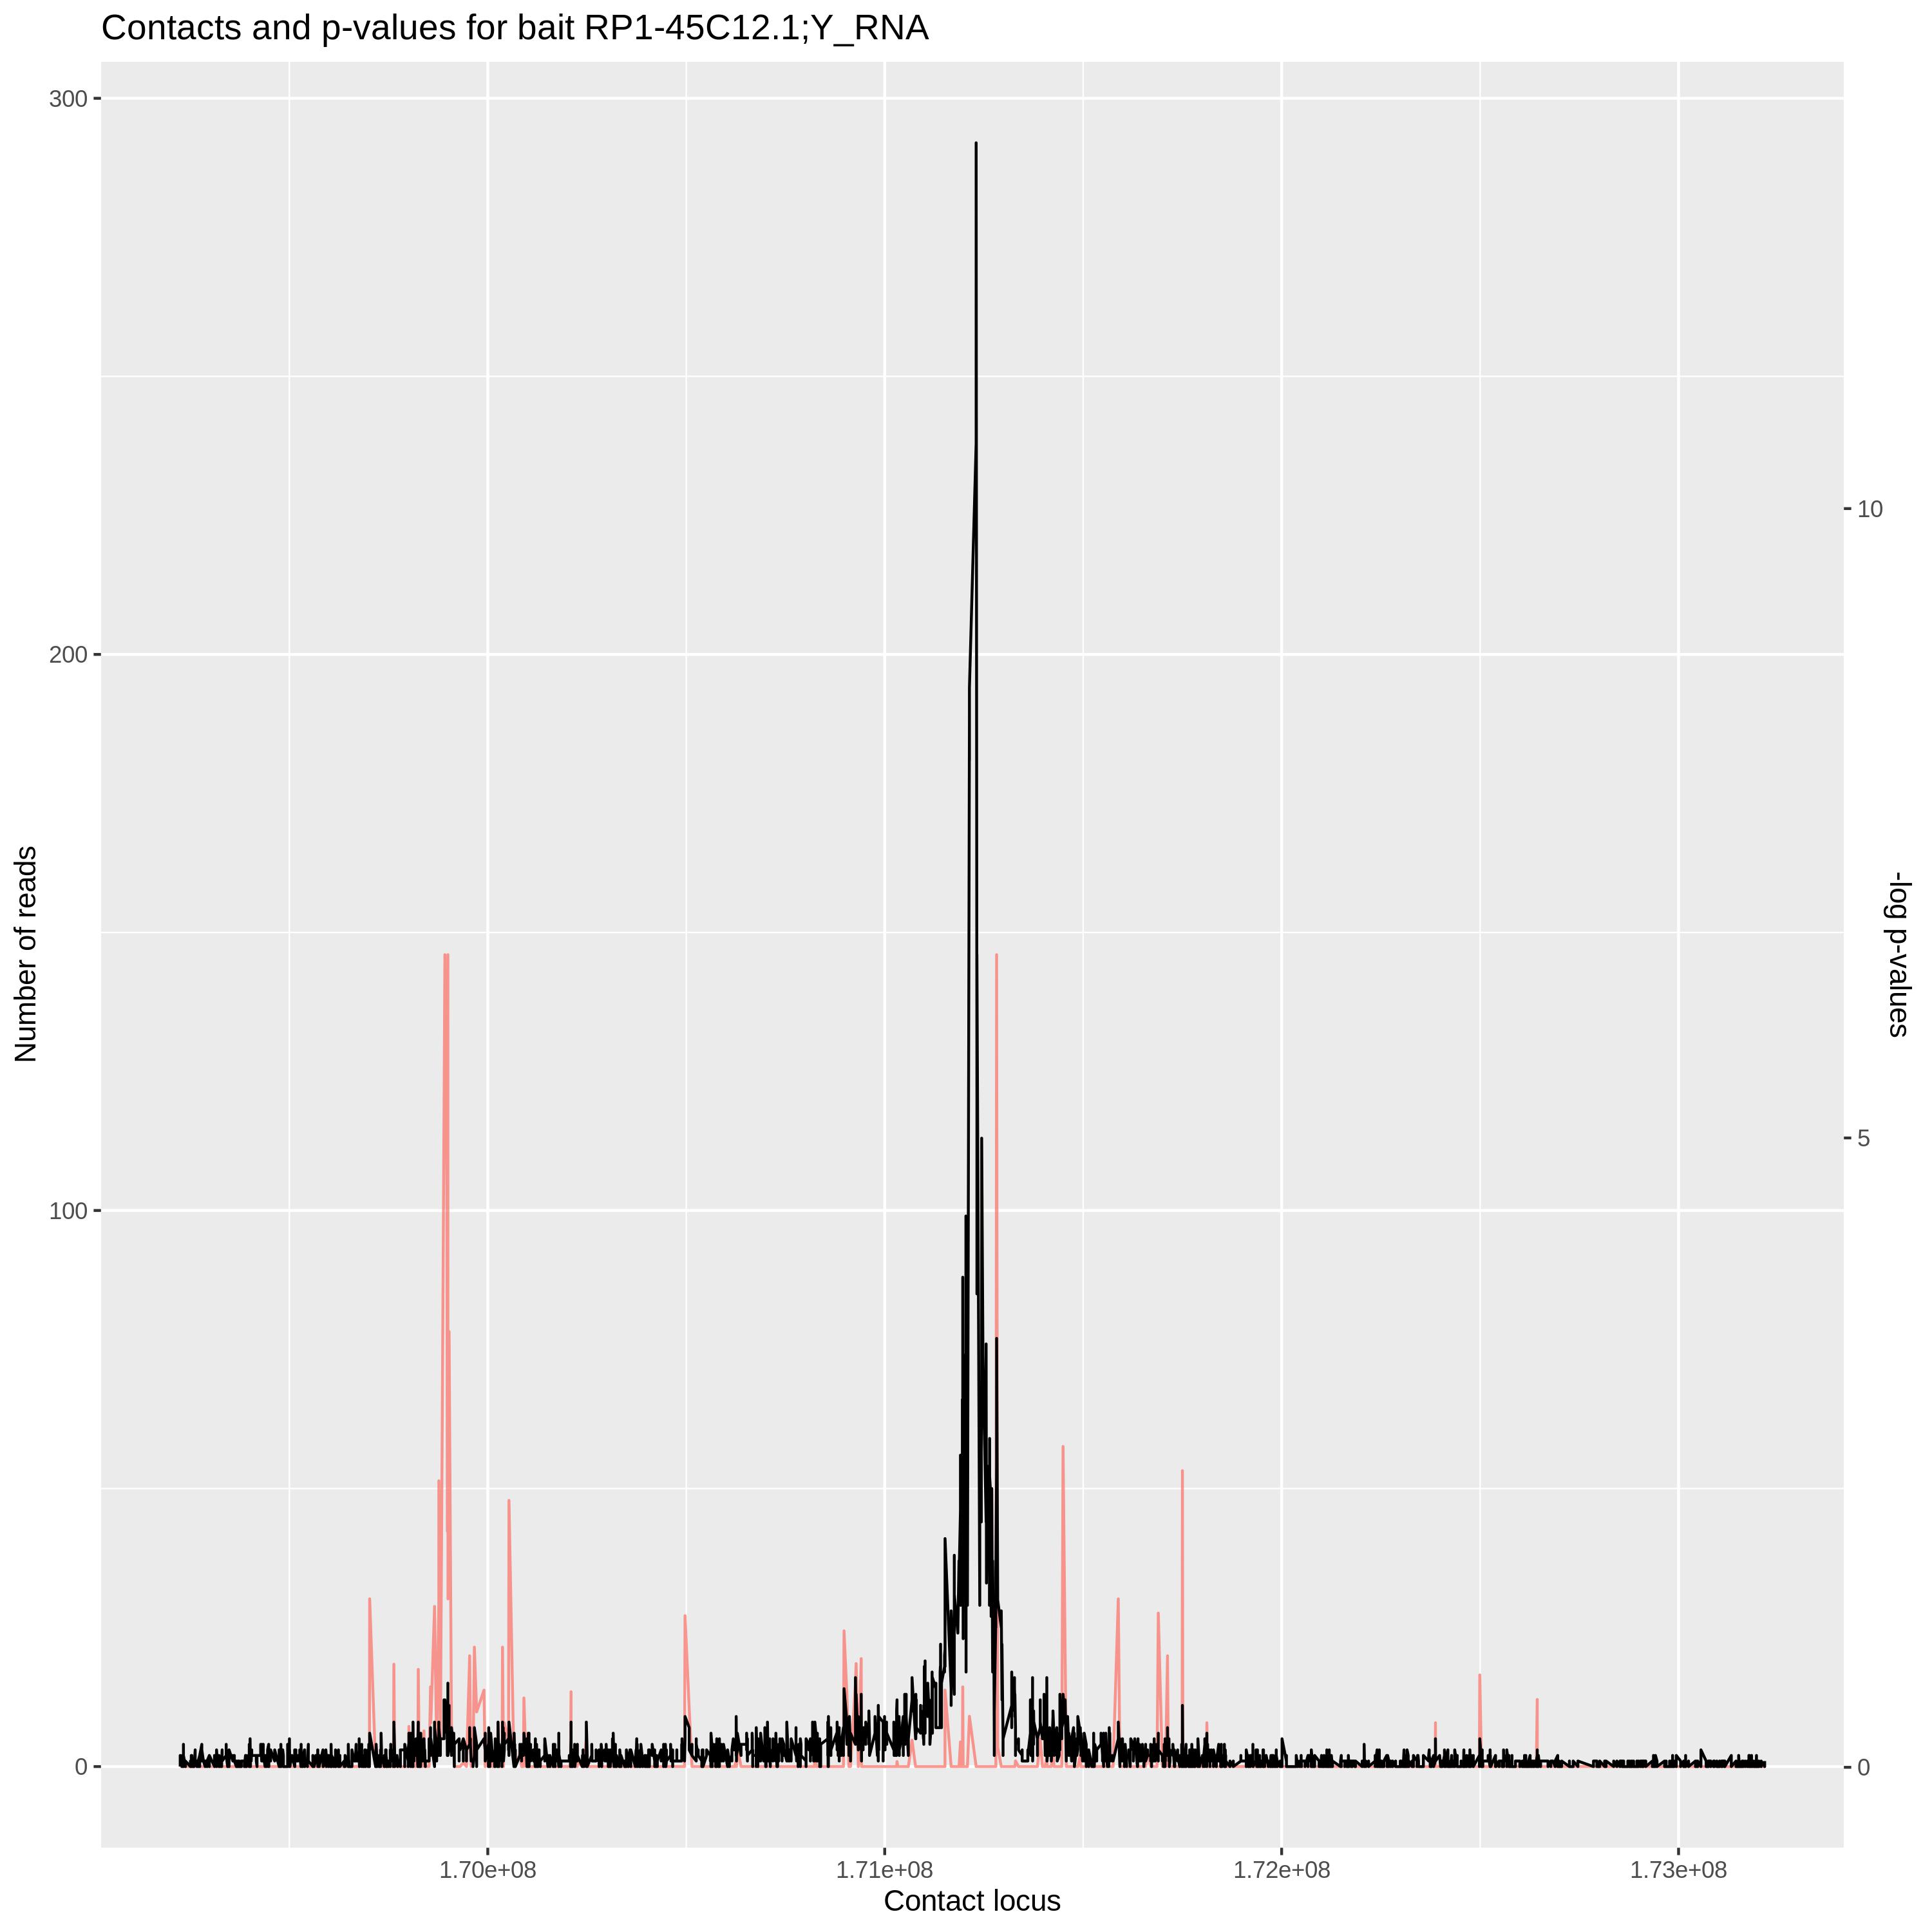 Contacts and p-values for bait RP1-45C12.1;Y_RNA
300
200
100
0
Number of reads
10
5
0
-log p-values
1.70e+08
1.71e+08
1.72e+08
1.73e+08
Contact locus